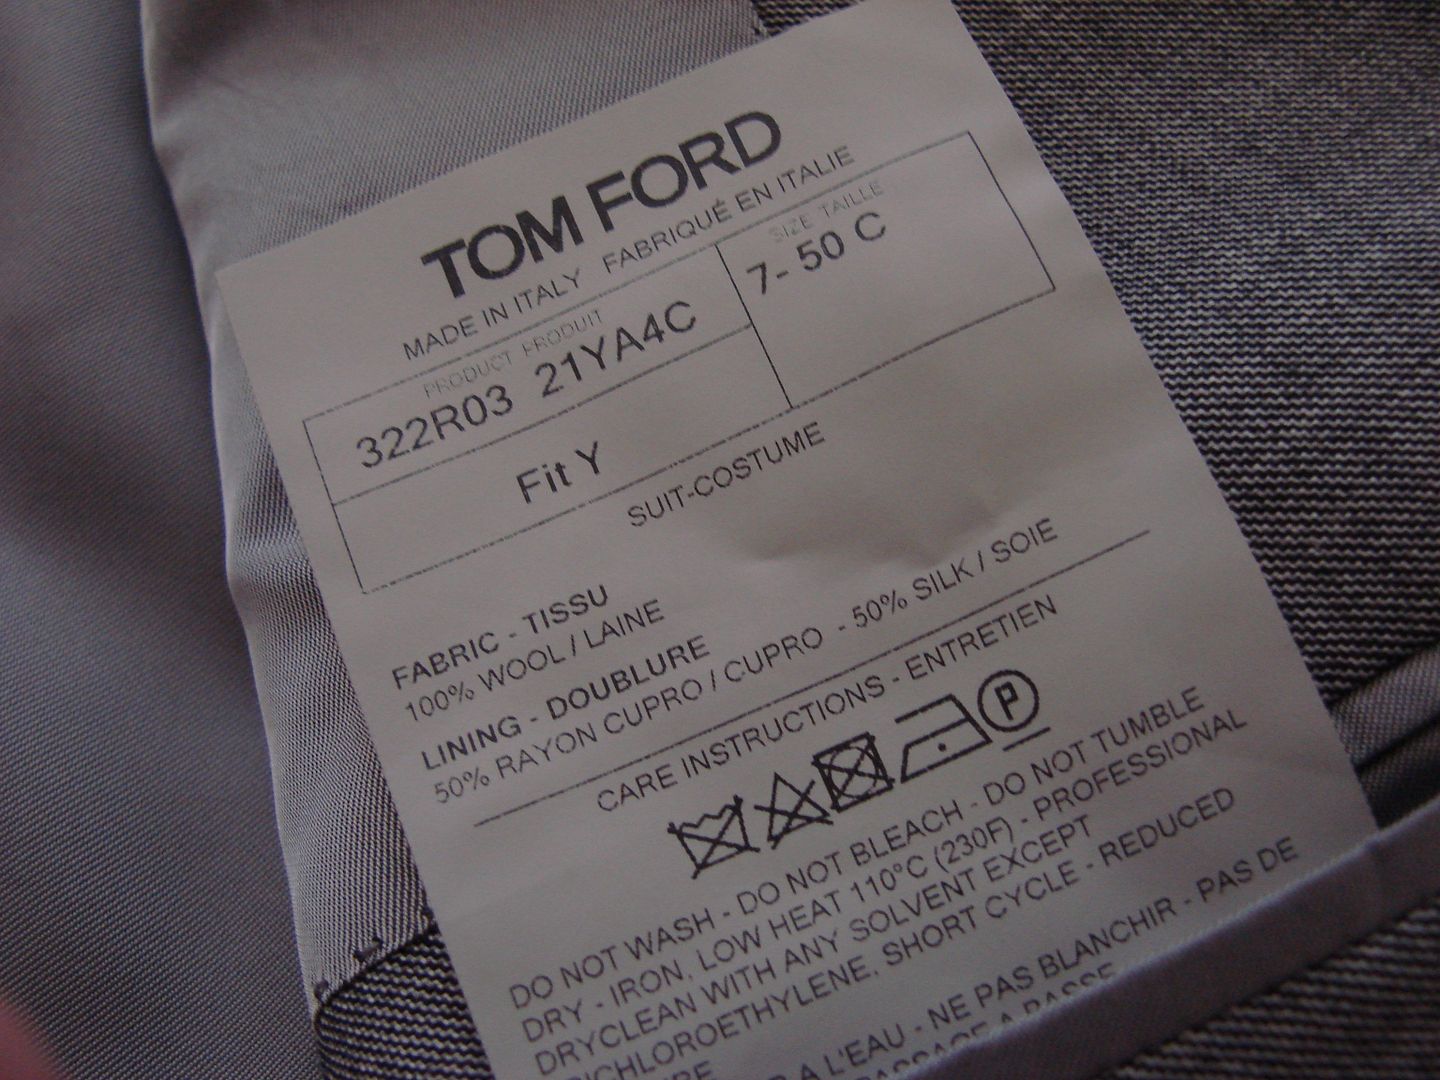 TOM FORD
MADE IN ITALY FABRIQUÉ EN ITALIE
PRODUCT PRODUIT
322R03 21YA4C
SIZE TAILLE
7- 50 C
Fit Y
SUIT-COSTUME
FABRIC - TISSU
100% WOOL / LAINE
LINING - DOUBLURE
50% RAYON CUPRO / CUPRO - 50% SILK / SOIE
CARE INSTRUCTIONS - ENTRETIEN
P
DO NOT WASH - DO NOT BLEACH - DO NOT TUMBLE
DRY - IRON, LOW HEAT 110°C (230F) - PROFESSIONAL
DRYCLEAN WITH ANY SOLVENT EXCEPT
TRICHLOROETHYLENE, SHORT CYCLE - REDUCED
A L'EAU - NE PAS BLANCHIR - PAS DE